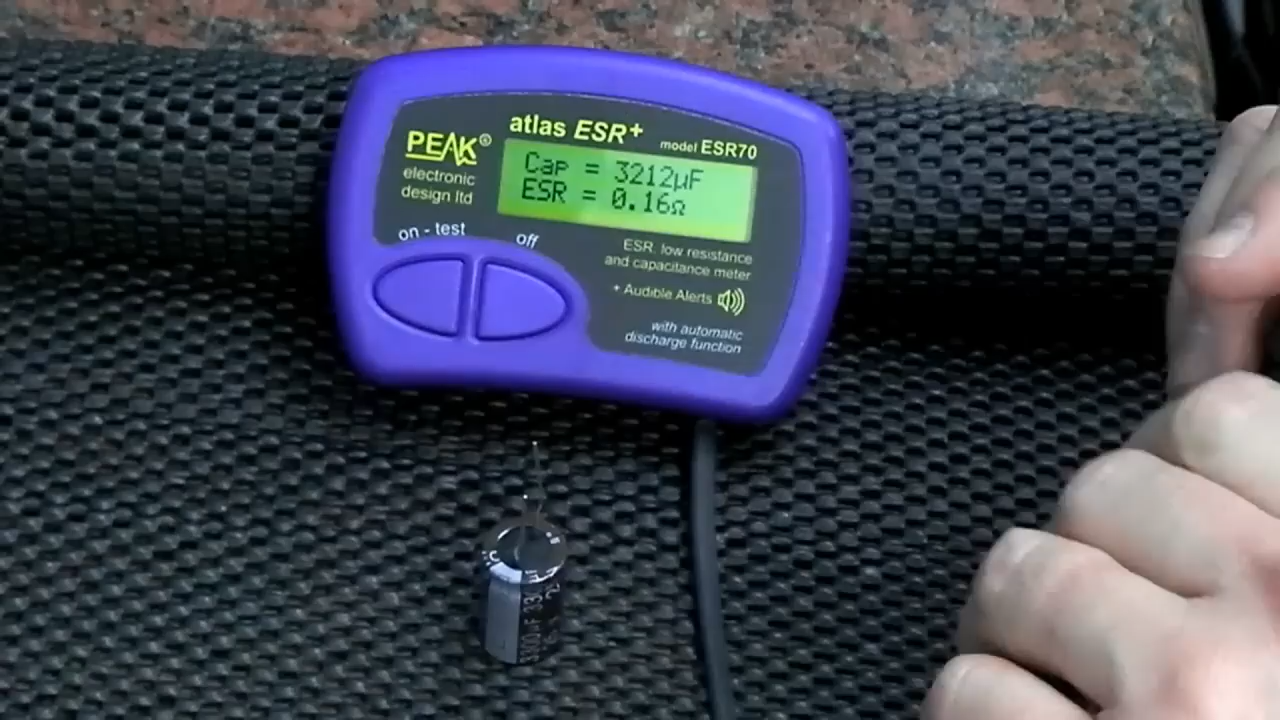 atlas ESR+
model ESR70
PEAK®
electronic
design ltd
Cap = 3212µF
ESR = 0.16Ω
on - test
off
ESR, low resistance
and capacitance meter
+ Audible Alerts
with automatic
discharge function